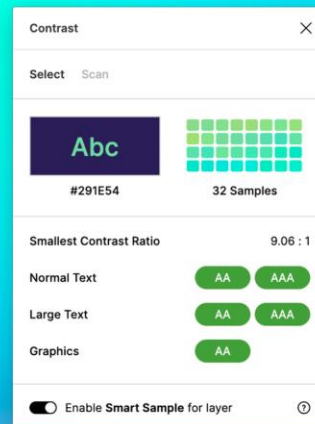 Contrast
Select Scan
Abc
#291E54
32 Samples
Smallest Contrast Ratio 9.06 : 1
Normal Text AA AAA
Large Text AA AAA
Graphics AA
Enable Smart Sample for layer ?